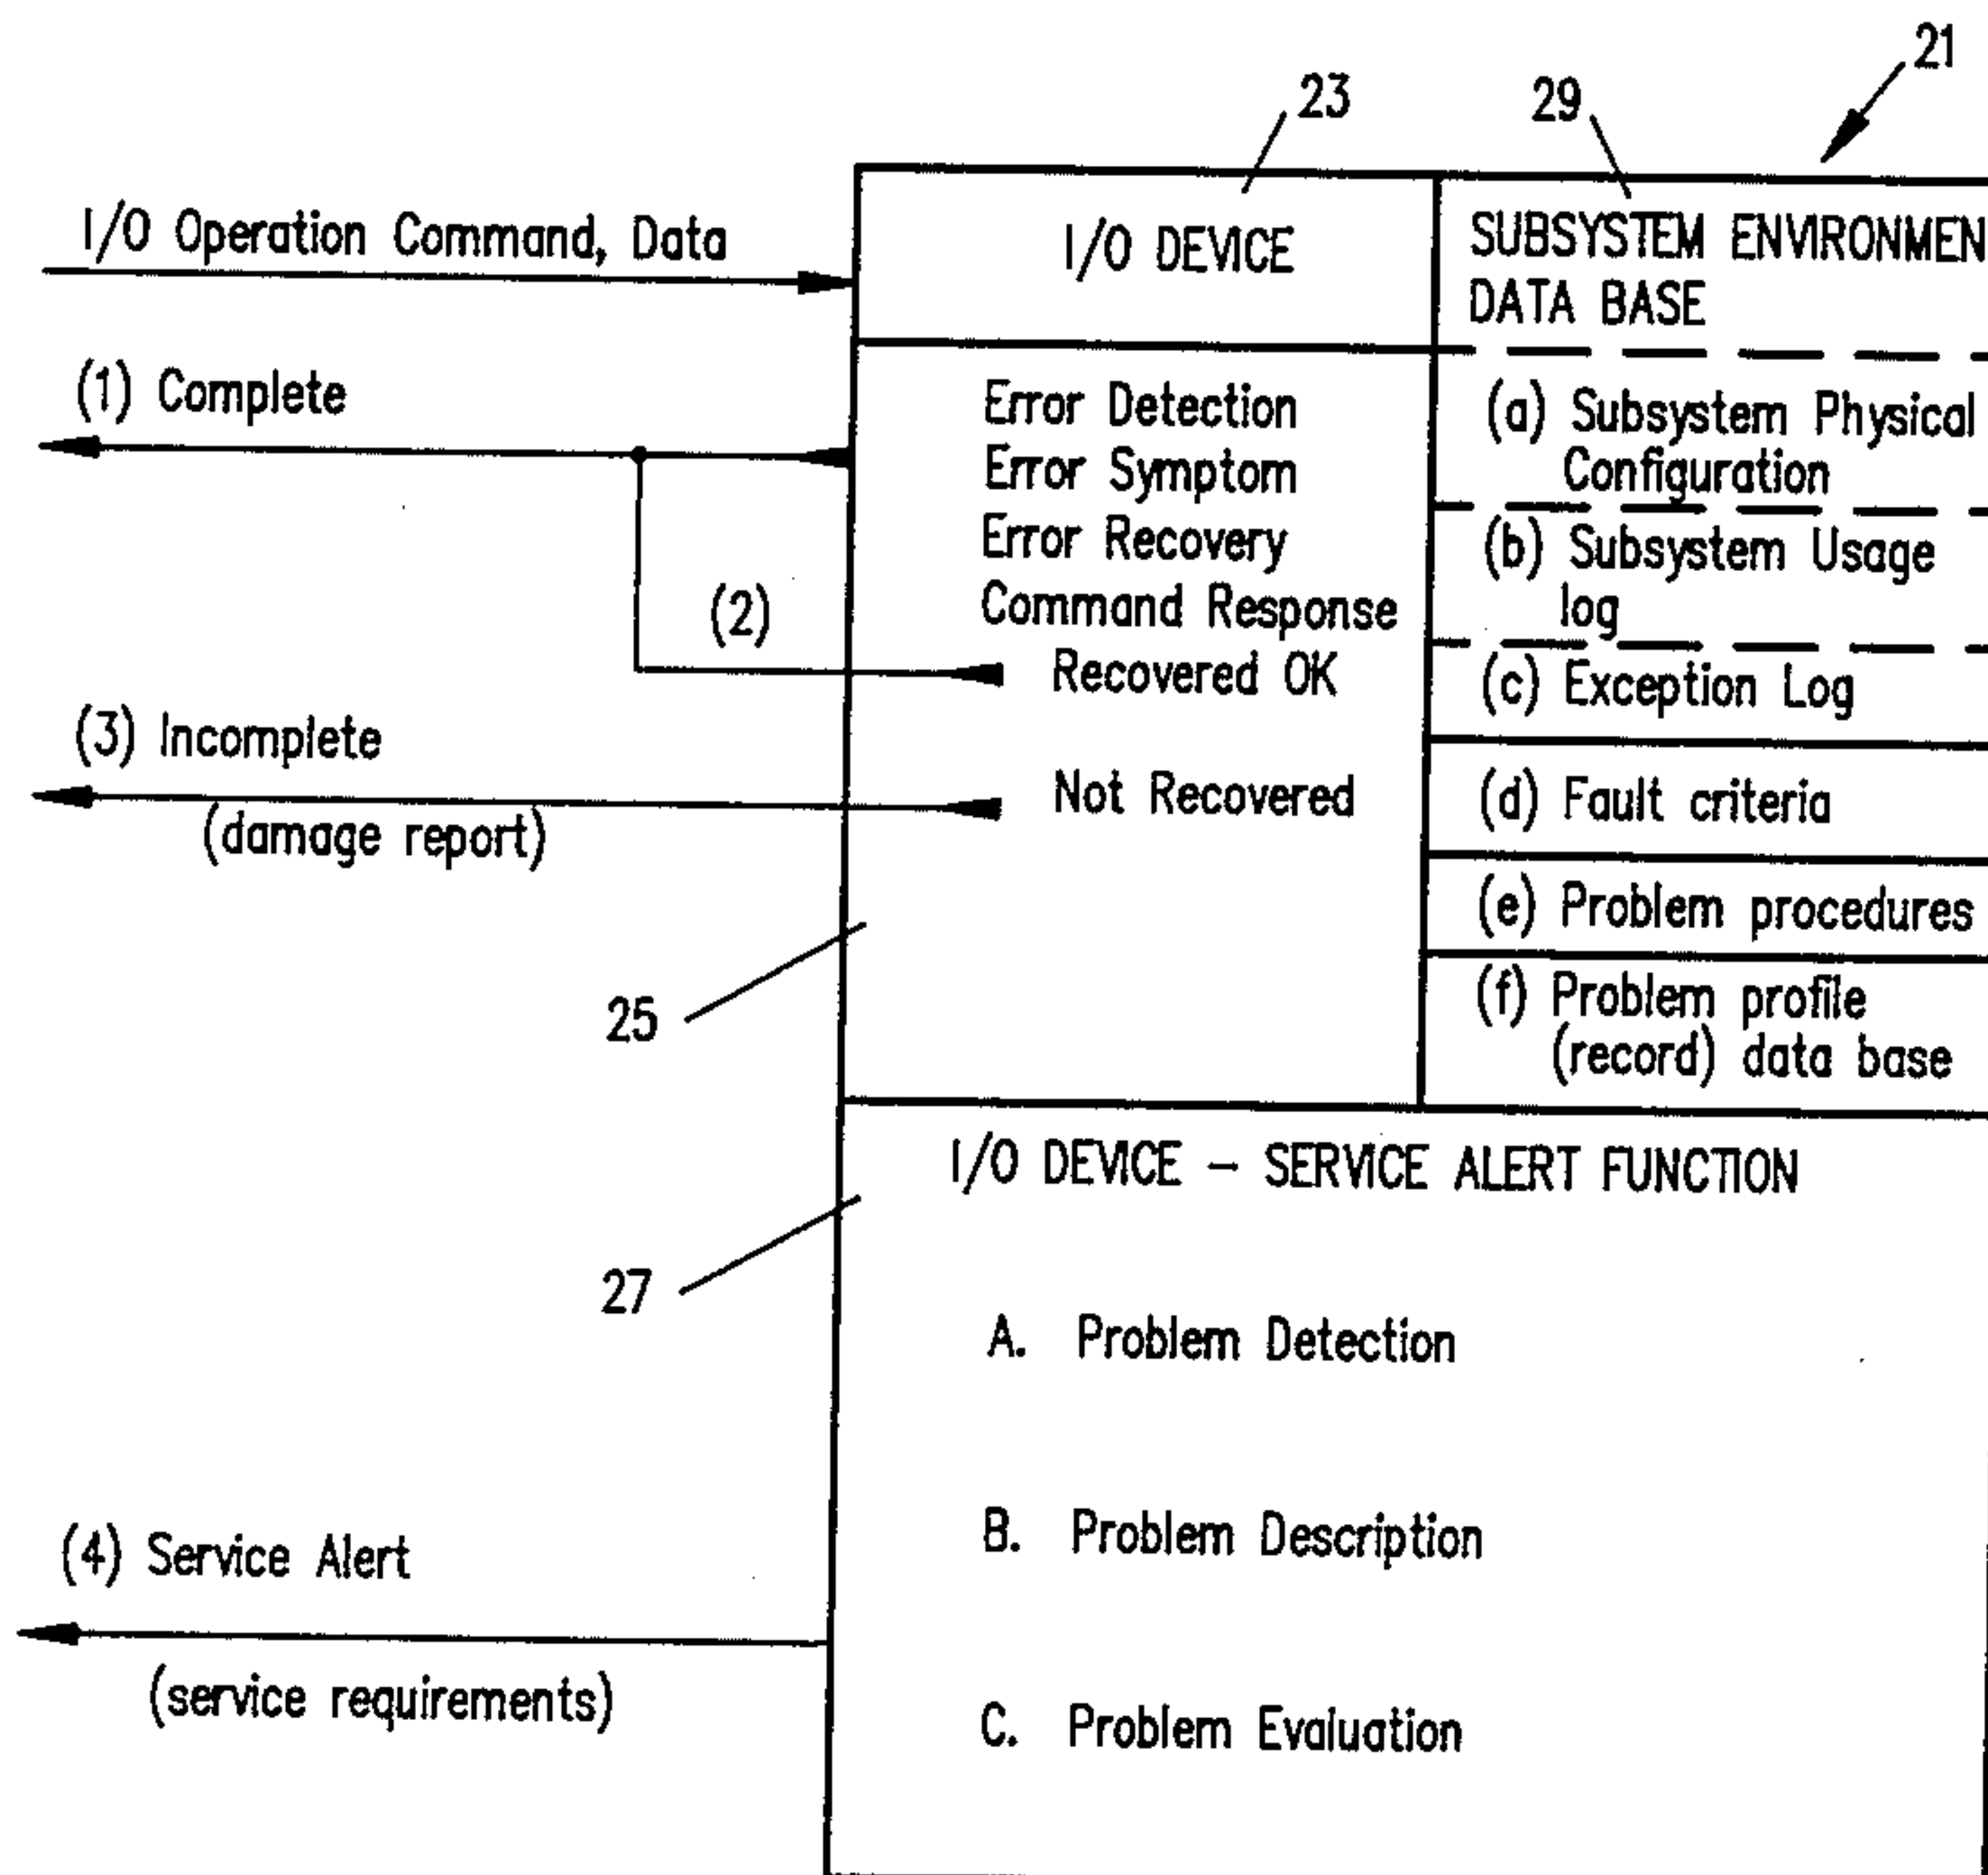 21
23
29
I/O Operation Command, Data
I/O DEVICE
SUBSYSTEM ENVIRONMEN
DATA BASE
(1) Complete
Error Detection
Error Symptom
Error Recovery
Command Response
Recovered OK
(2)
(3) Incomplete
(damage report)
Not Recovered
(a) Subsystem Physical
Configuration
(b) Subsystem Usage
log
(c) Exception Log
(d) Fault criteria
(e) Problem procedures
(f) Problem profile
(record) data base
25
I/O DEVICE – SERVICE ALERT FUNCTION
27
A. Problem Detection
B. Problem Description
(4) Service Alert
(service requirements)
C. Problem Evaluation